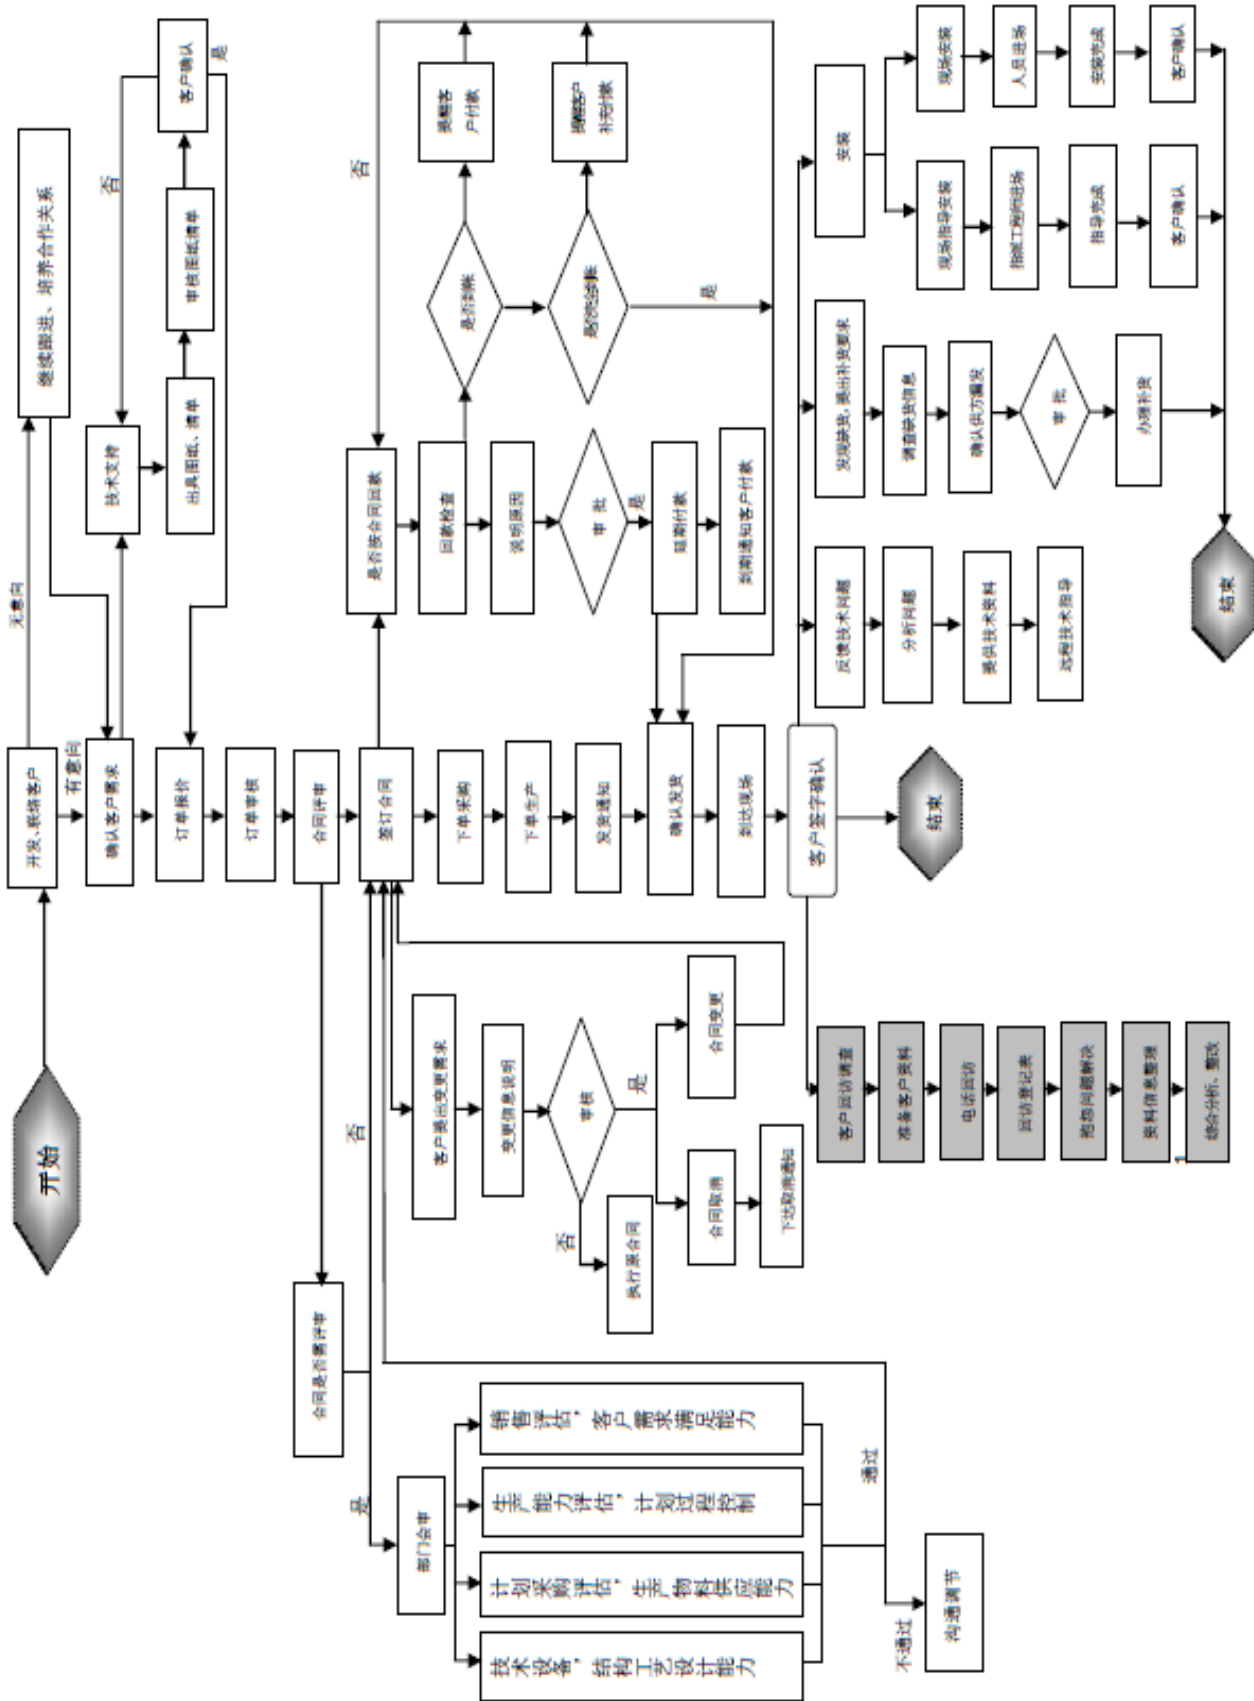 开始
开发、联络客户
无意向
继续跟进、培养合作关系
有意向
确认客户需求
技术支持
否
客户确认
是
出具图纸、清单
审核图纸清单
订单报价
订单审核
合同评审
合同是否需评审
否
是
签订合同
部门会审
销售评估，客户需求满足能力
生产能力评估，计划过程控制
计划采购评估，生产物料供应能力
技术设备，结构工艺设计能力
通过
不通过
沟通调节
客户提出变更需求
变更信息说明
审核
否
是
执行原合同
合同取消
合同变更
下达取消通知
是否按合同回款
否
回款检查
是否到账
提醒客
户付款
说明原因
审 批
是
是否完全到账
提醒客户
补充付款
是
延期付款
到期通知客户付款
下单采购
下单生产
发货通知
确认发货
到达现场
客户签字确认
结束
客户回访调查
准备客户资料
电话回访
回访登记表
抱怨问题解决
资料信息整理
1
综合分析、整改
反馈技术问题
分析问题
提供技术资料
远程技术指导
发现缺货,提出补货要求
调查缺货信息
确认供方漏发
审 批
办理补货
安装
现场指导安装
指派工程师进场
指导完成
客户确认
现场安装
人员进场
安装完成
客户确认
结束